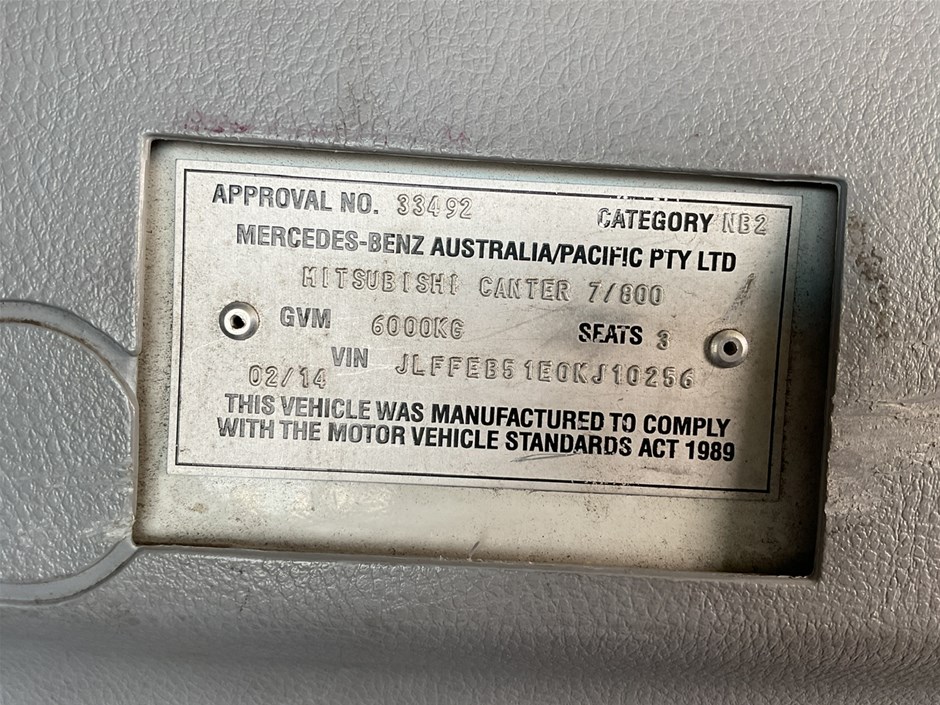 APPROVAL NO. 33492 CATEGORY NB2
MERCEDES-BENZ AUSTRALIA/PACIFIC PTY LTD
MITSUBISHI CANTER 7/800
GVM 6000KG SEATS 3
02/14 VIN JLFFEB51E0KJ10256
THIS VEHICLE WAS MANUFACTURED TO COMPLY
WITH THE MOTOR VEHICLE STANDARDS ACT 1989